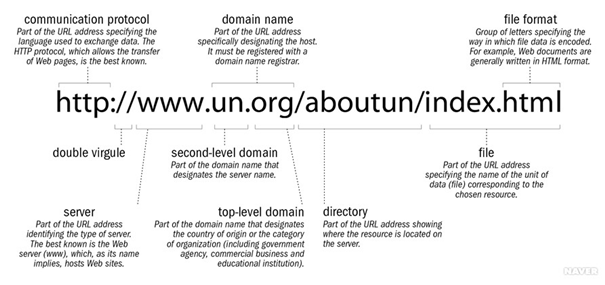 communication protocol
Part of the URL address specifying the
language used to exchange data. The
HTTP protocol, which allows the transfer
of Web pages, is the best known.
domain name
Part of the URL address
specifically designating the host.
It must be registered with a
domain name registrar.
file format
Group of letters specifying the
way in which file data is encoded.
For example, Web documents are
generally written in HTML format.
http://www.un.org/aboutun/index.html
double virgule
second-level domain
Part of the domain name that
designates the server name.
file
Part of the URL address
specifying the name of the unit of
data (file) corresponding to the
chosen resource.
server
Part of the URL address
identifying the type of server.
The best known is the Web
server (www), which, as its name
implies, hosts Web sites.
top-level domain
Part of the domain name that designates
the country of origin or the category
of organization (including government
agency, commercial business and
educational institution).
directory
Part of the URL address showing
where the resource is located on
the server.
NAVER